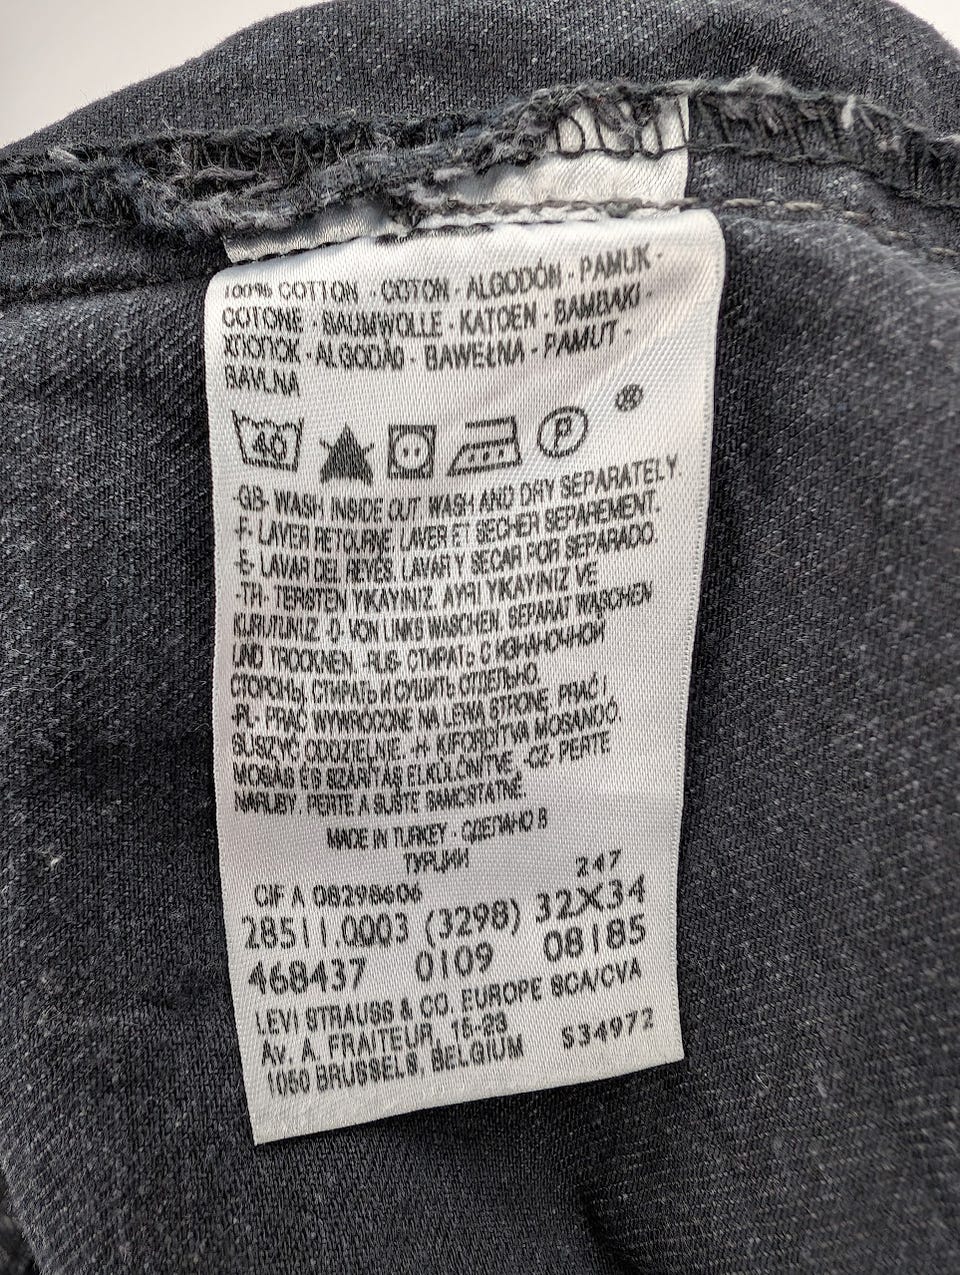 100% COTTON - COTON - ALGODÓN - PAMUK -
COTONE - BAUMWOLLE - KATOEN - BAMBAKI -
ХЛОПОК - ALGODÃO - BAWEŁNA - PAMUT -
BAVLNA
40 P
-GB- WASH INSIDE OUT. WASH AND DRY SEPARATELY.
-F- LAVER RETOURNE. LAVER ET SECHER SEPAREMENT.
-E- LAVAR DEL REVES. LAVAR Y SECAR POR SEPARADO.
-TR- TERSTEN YIKAYINIZ. AYRI YIKAYINIZ VE
KURUTUNUZ. -D- VON LINKS WASCHEN. SEPARAT WASCHEN
UND TROCKNEN. -RUS- СТИРАТЬ С ИЗНАНОЧНОЙ
СТОРОНЫ, СТИРАТЬ И СУШИТЬ ОТДЕЛЬНО.
-PL- PRAĆ WYWROCONE NA LEWA STRONE, PRAĆ I
SUSZYĆ ODDZIELNIE. -H- KIFORDÍTVA MOSANDÓ.
MOSÁS ÉS SZÁRÍTÁS ELKÜLÖNÍTVE. -CZ- PERTE
NARUBY. PERTE A SUŠTE SAMOSTATNĚ.
MADE IN TURKEY - СДЕЛАНО В
ТУРЦИИ
247
CIF A 08298606
28511.0003 (3298) 32X34
468437 0109 08185
LEVI STRAUSS & CO. EUROPE SCA/CVA
Av. A. FRAITEUR, 15-23
1050 BRUSSELS, BELGIUM S34972